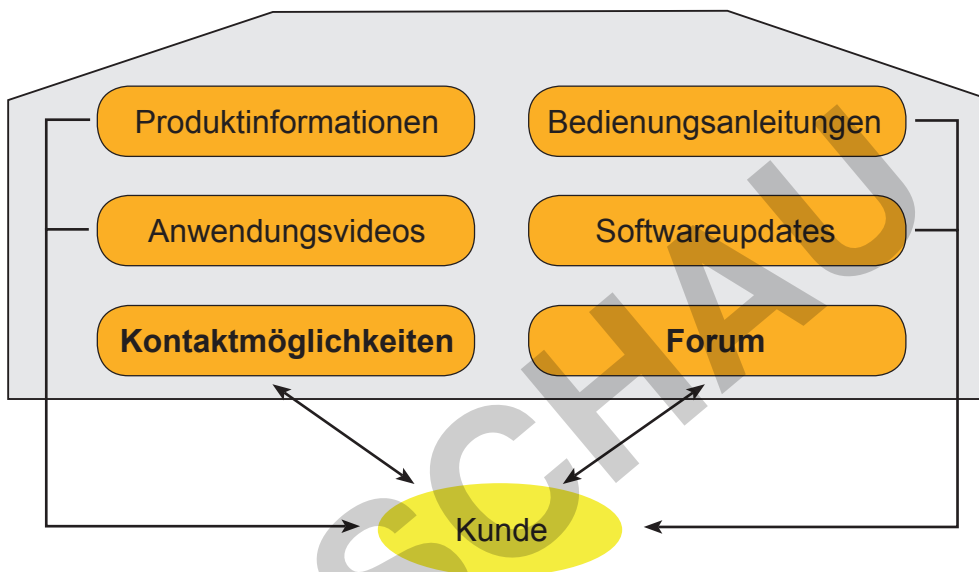 Produktinformationen
Bedienungsanleitungen
Anwendungsvideos
Softwareupdates
Kontaktmöglichkeiten
Forum
Kunde
SCHAU